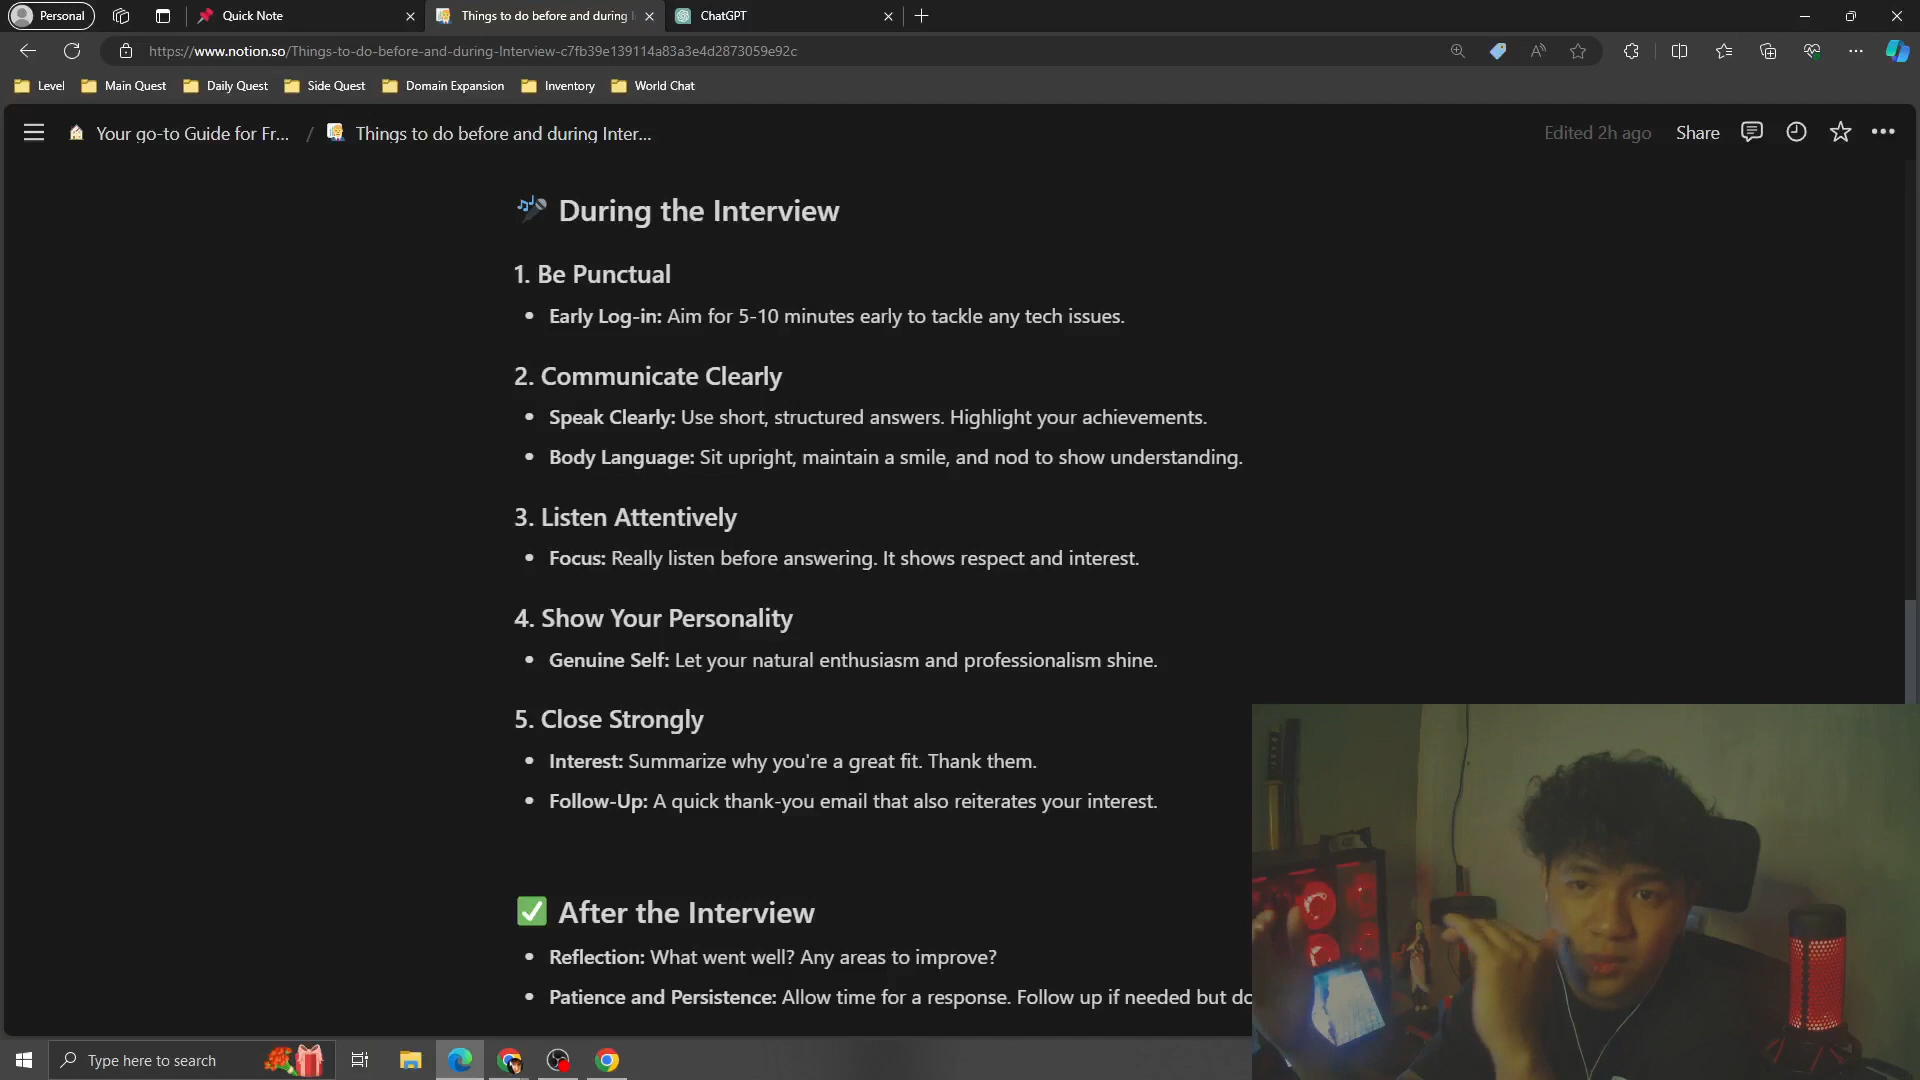 Personal
Quick Note
Things to do before and during I
ChatGPT
https://www.notion.so/Things-to-do-before-and-during-Interview-c7fb39e139114a83a3e4d2873059e92c
Level
Main Quest
Daily Quest
Side Quest
Domain Expansion
Inventory
World Chat
Your go-to Guide for Fr... / Things to do before and during Inter...
Edited 2h ago
Share
During the Interview
1. Be Punctual
• Early Log-in: Aim for 5-10 minutes early to tackle any tech issues.
2. Communicate Clearly
• Speak Clearly: Use short, structured answers. Highlight your achievements.
• Body Language: Sit upright, maintain a smile, and nod to show understanding.
3. Listen Attentively
• Focus: Really listen before answering. It shows respect and interest.
4. Show Your Personality
• Genuine Self: Let your natural enthusiasm and professionalism shine.
5. Close Strongly
• Interest: Summarize why you're a great fit. Thank them.
• Follow-Up: A quick thank-you email that also reiterates your interest.
After the Interview
• Reflection: What went well? Any areas to improve?
• Patience and Persistence: Allow time for a response. Follow up if needed but do
Type here to search